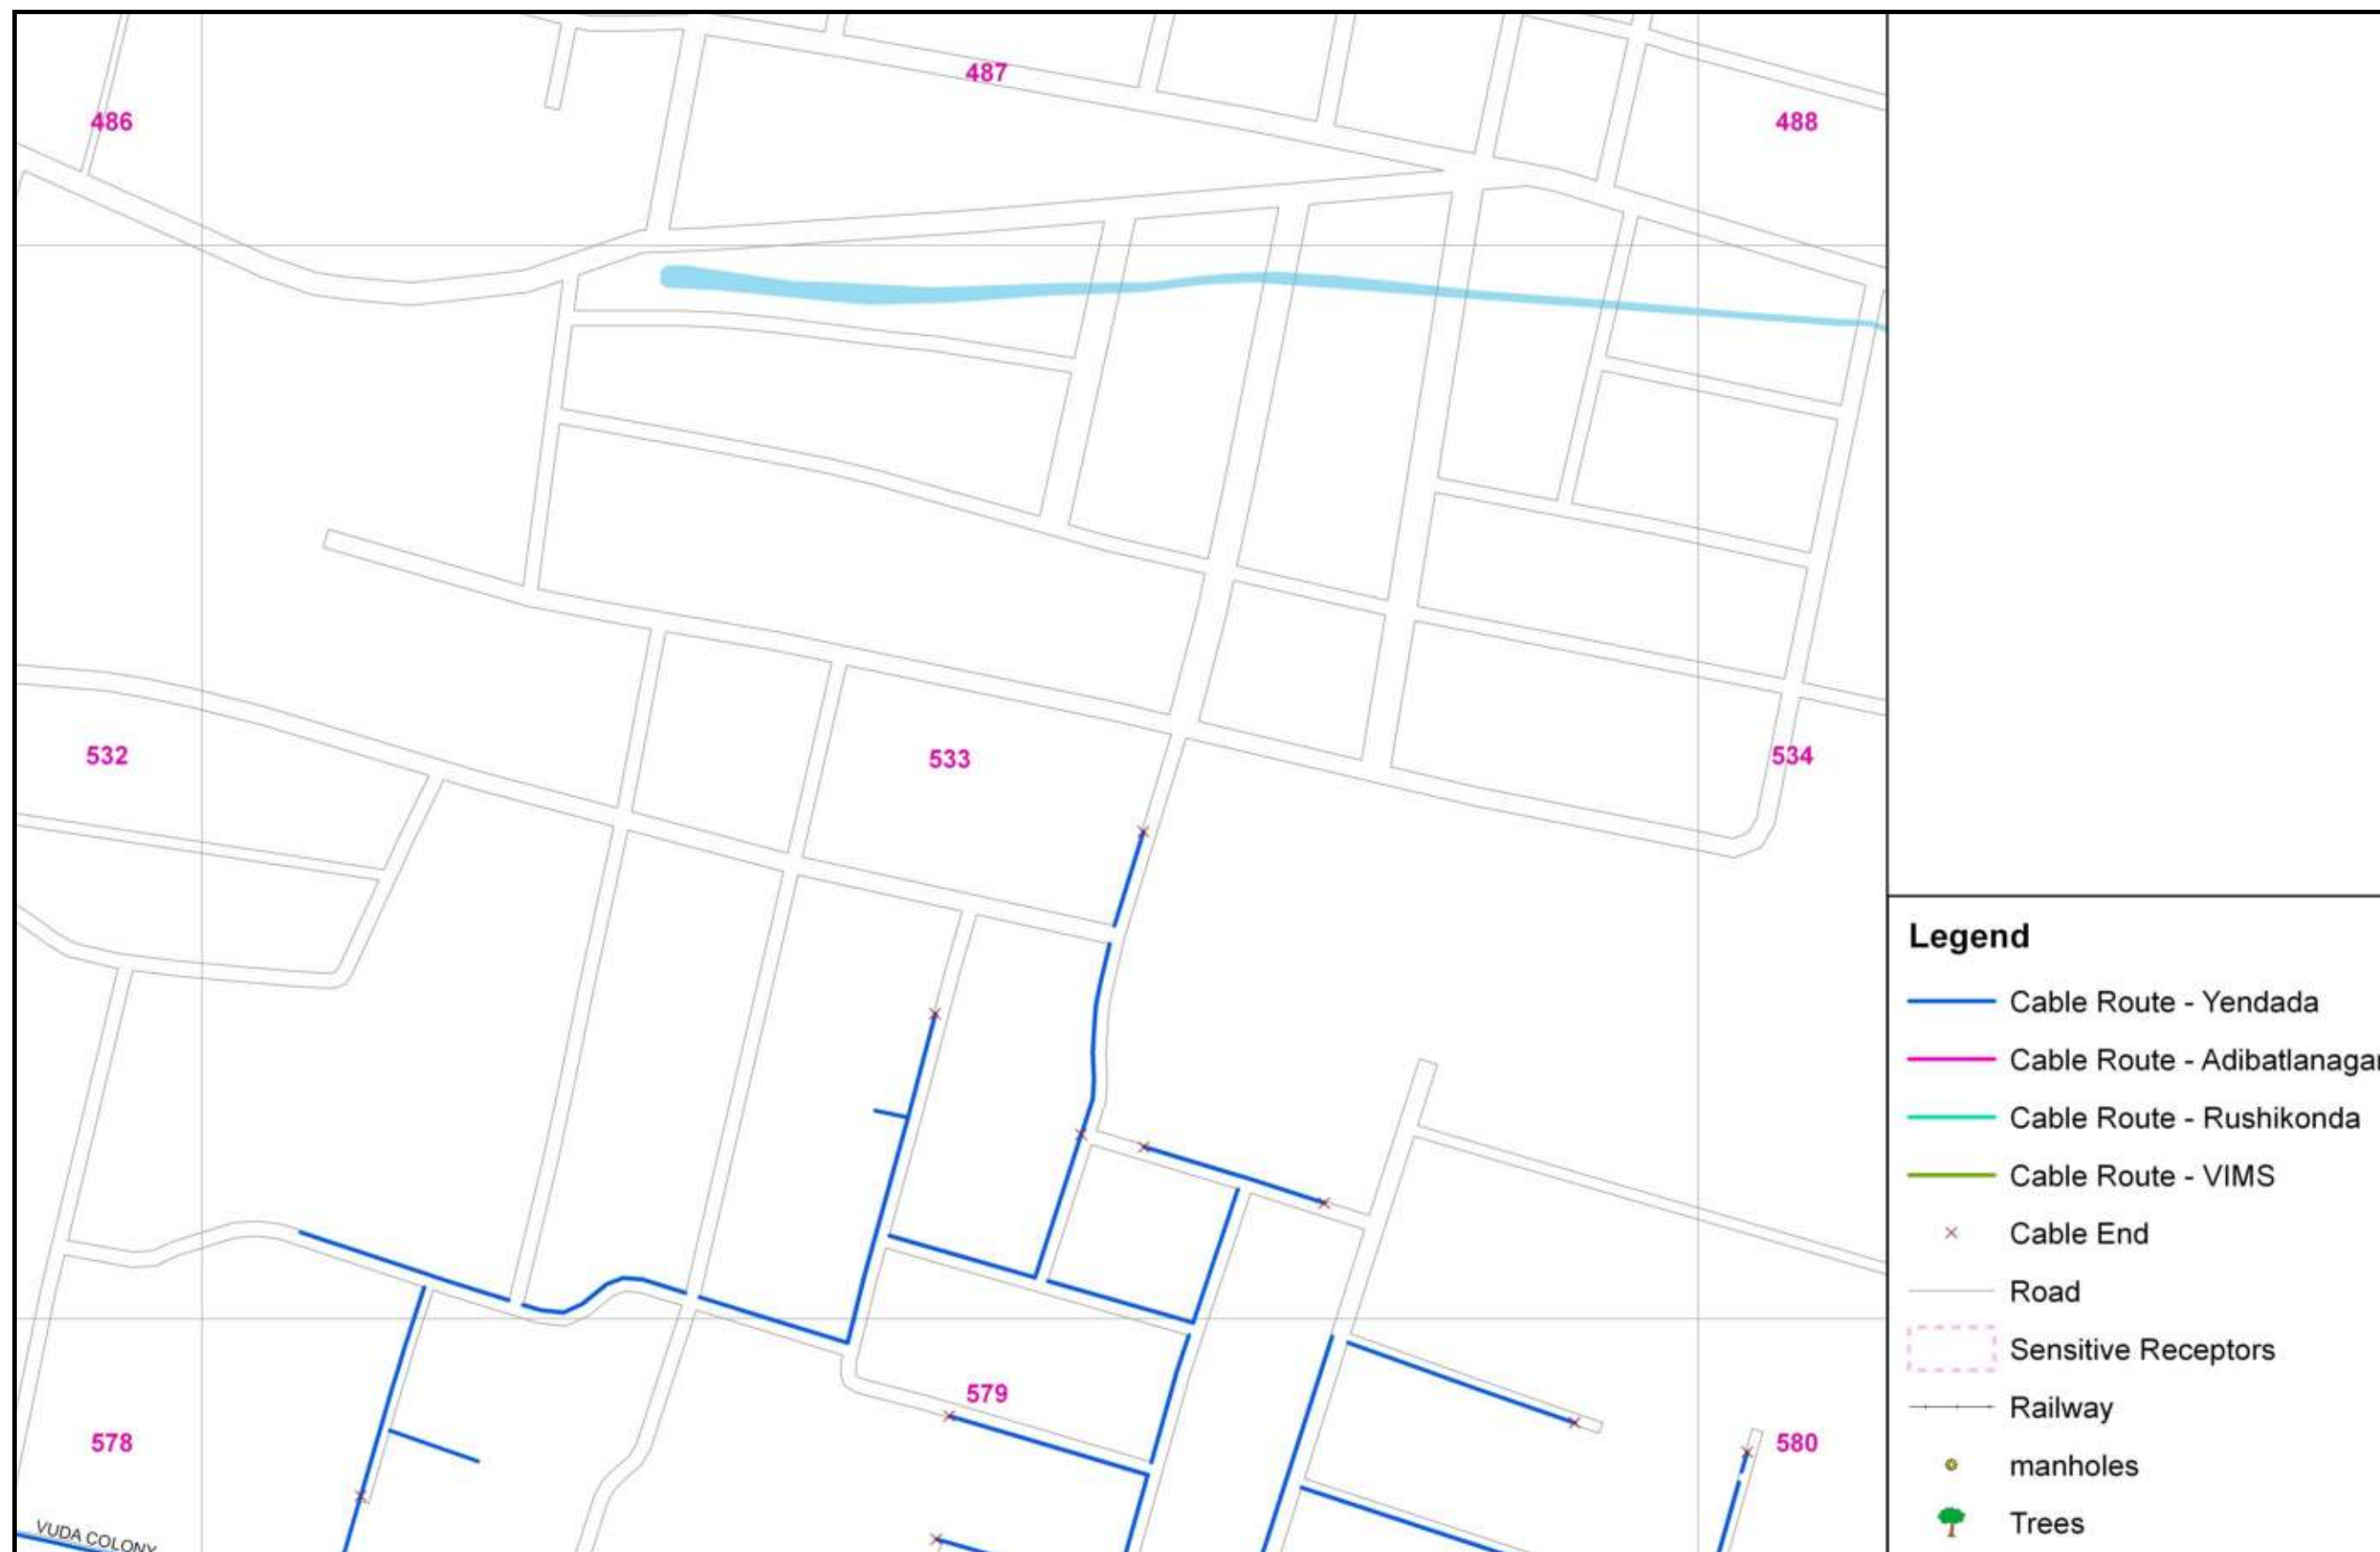 487
486
488
532
533
534
579
578
580
VUDA COLONY
Legend
Cable Route - Yendada
Cable Route - Adibatlanagar
Cable Route - Rushikonda
Cable Route - VIMS
Cable End
Road
Sensitive Receptors
Railway
manholes
Trees